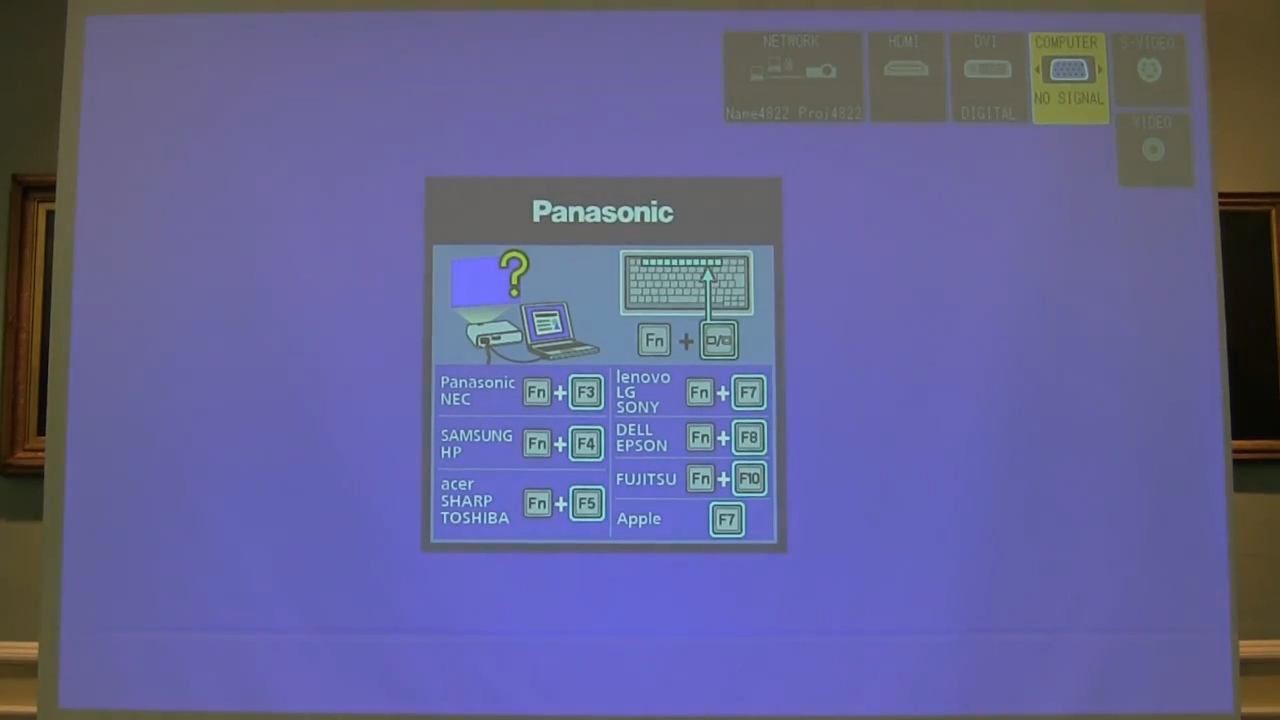 NETWORK
Name4822 Proj4822
HDMI
DVI
DIGITAL
COMPUTER
NO SIGNAL
S-VIDEO
VIDEO
Panasonic
?
Fn +
Panasonic
NEC
Fn + F3
SAMSUNG
HP
Fn + F4
acer
SHARP
TOSHIBA
Fn + F5
lenovo
LG
SONY
Fn + F7
DELL
EPSON
Fn + F8
FUJITSU Fn + F10
Apple F7